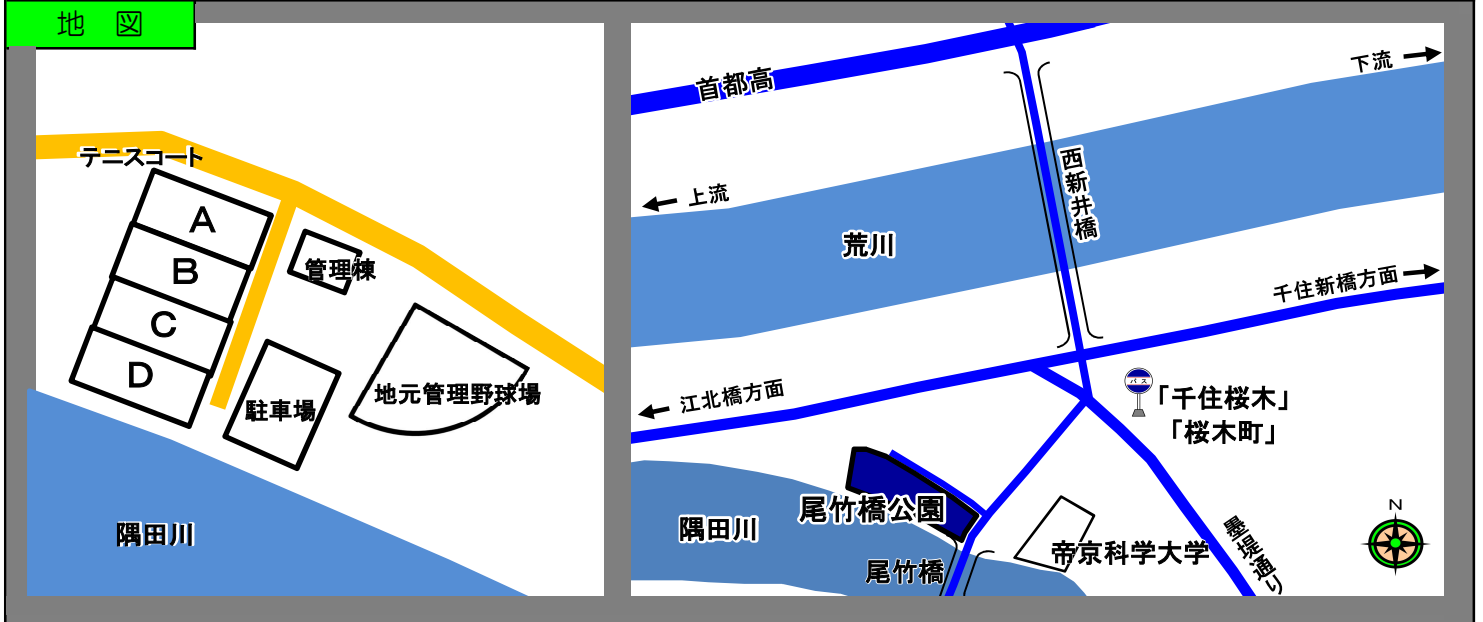 地 図
テニスコート
A
B
C
D
管理棟
駐車場
地元管理野球場
隅田川
首都高
下流
上流
西新井橋
荒川
千住新橋方面
江北橋方面
バス
「千住桜木」
「桜木町」
尾竹橋公園
隅田川
尾竹橋
帝京科学大学
墨堤通り
N